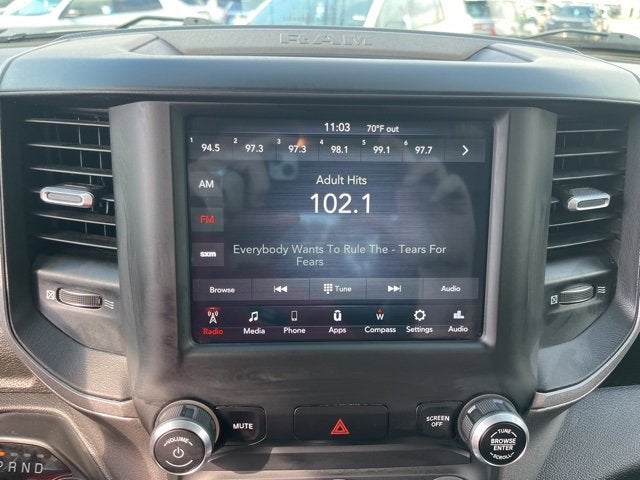 RAM
11:03 70°F out
1 94.5 2 97.3 3 97.3 4 98.1 5 99.1 6 97.7
AM
FM
sxm
Adult Hits
102.1
Everybody Wants To Rule The - Tears For
Fears
Browse Tune Audio
Radio Media Phone Apps W Compass Settings Audio
VOLUME
MUTE
SCREEN
OFF
TUNE
BROWSE
ENTER
SCROLL
PRND